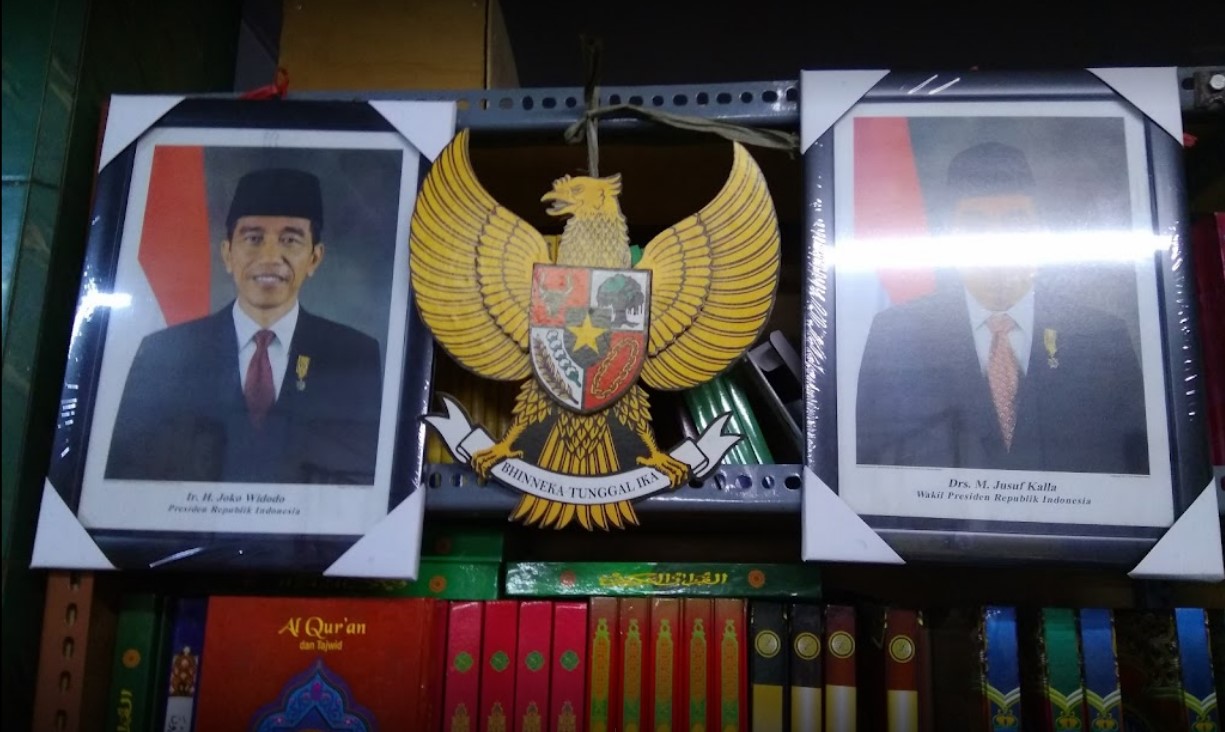 Ir. H. Joko Widodo
Presiden Republik Indonesia
BHINNEKA TUNGGAL IKA
Drs. M. Jusuf Kalla
Wakil Presiden Republik Indonesia
Al Qur'an
dan Tajwid